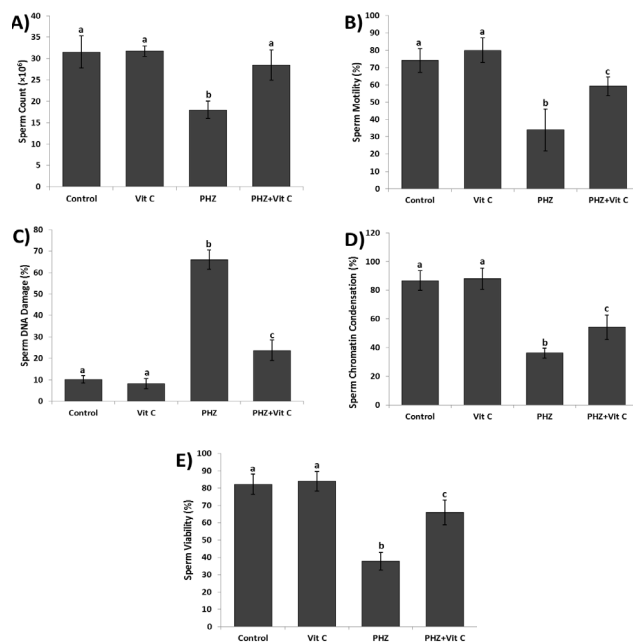 A)
Sperm Count (×10⁶)
40
35
30
25
20
15
10
5
0
a
a
b
a
Control
Vit C
PHZ
PHZ+Vit C
B)
Sperm Motility (%)
100
90
80
70
60
50
40
30
20
10
0
a
a
b
c
Control
Vit C
PHZ
PHZ+Vit C
C)
Sperm DNA Damage (%)
80
70
60
50
40
30
20
10
0
a
a
b
c
Control
Vit C
PHZ
PHZ+Vit C
D)
Sperm Chromatin Condensation (%)
120
100
80
60
40
20
0
a
a
b
c
Control
Vit C
PHZ
PHZ+Vit C
E)
Sperm Viability (%)
100
90
80
70
60
50
40
30
20
10
0
a
a
b
c
Control
Vit C
PHZ
PHZ+Vit C